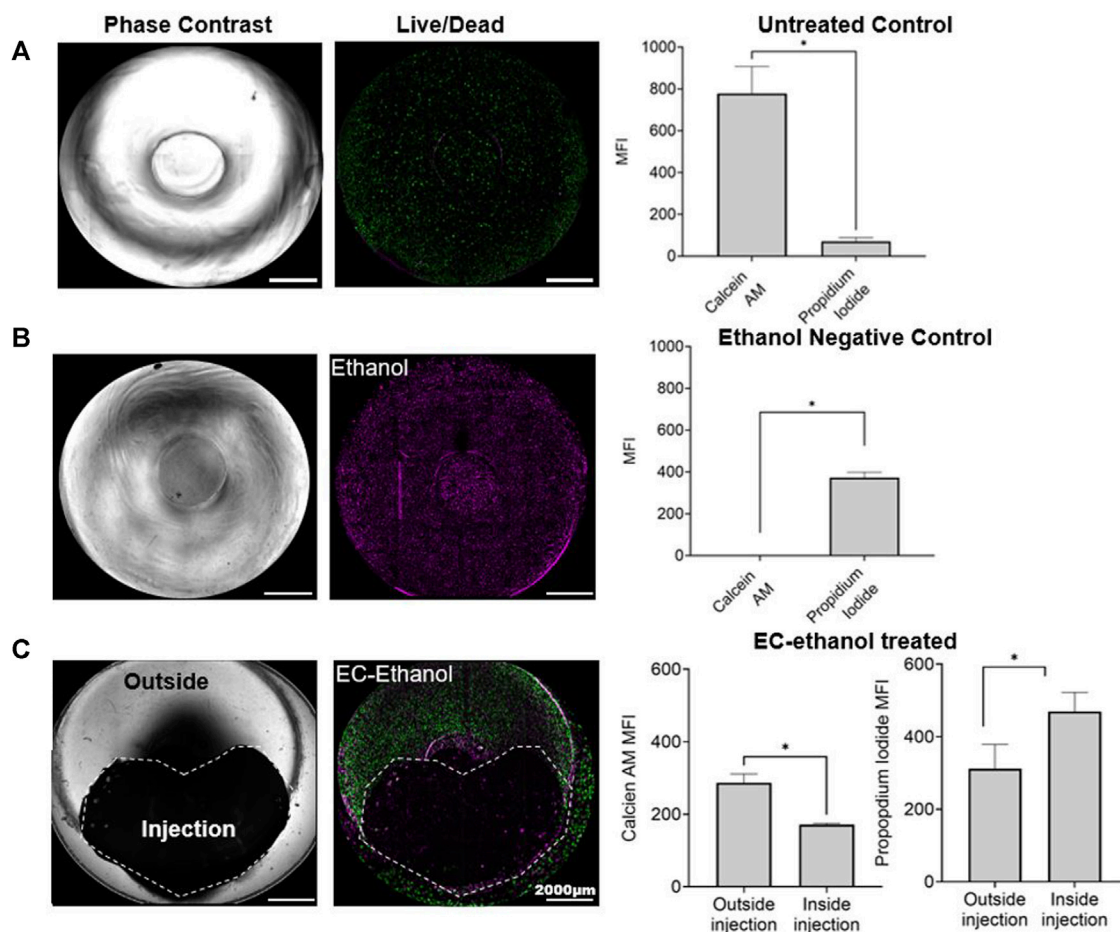 Phase Contrast
Live/Dead
Untreated Control
A
1000
800
600
400
200
0
MFI
*
Calcein
AM
Propidium
Iodide
B
Ethanol
Ethanol Negative Control
1000
800
600
400
200
0
MFI
*
Calcein
AM
Propidium
Iodide
C
Outside
Injection
EC-Ethanol
2000µm
EC-ethanol treated
600
400
200
0
Calcien AM MFI
*
Outside
injection
Inside
injection
600
400
200
0
Propopdium Iodide MFI
*
Outside
injection
Inside
injection